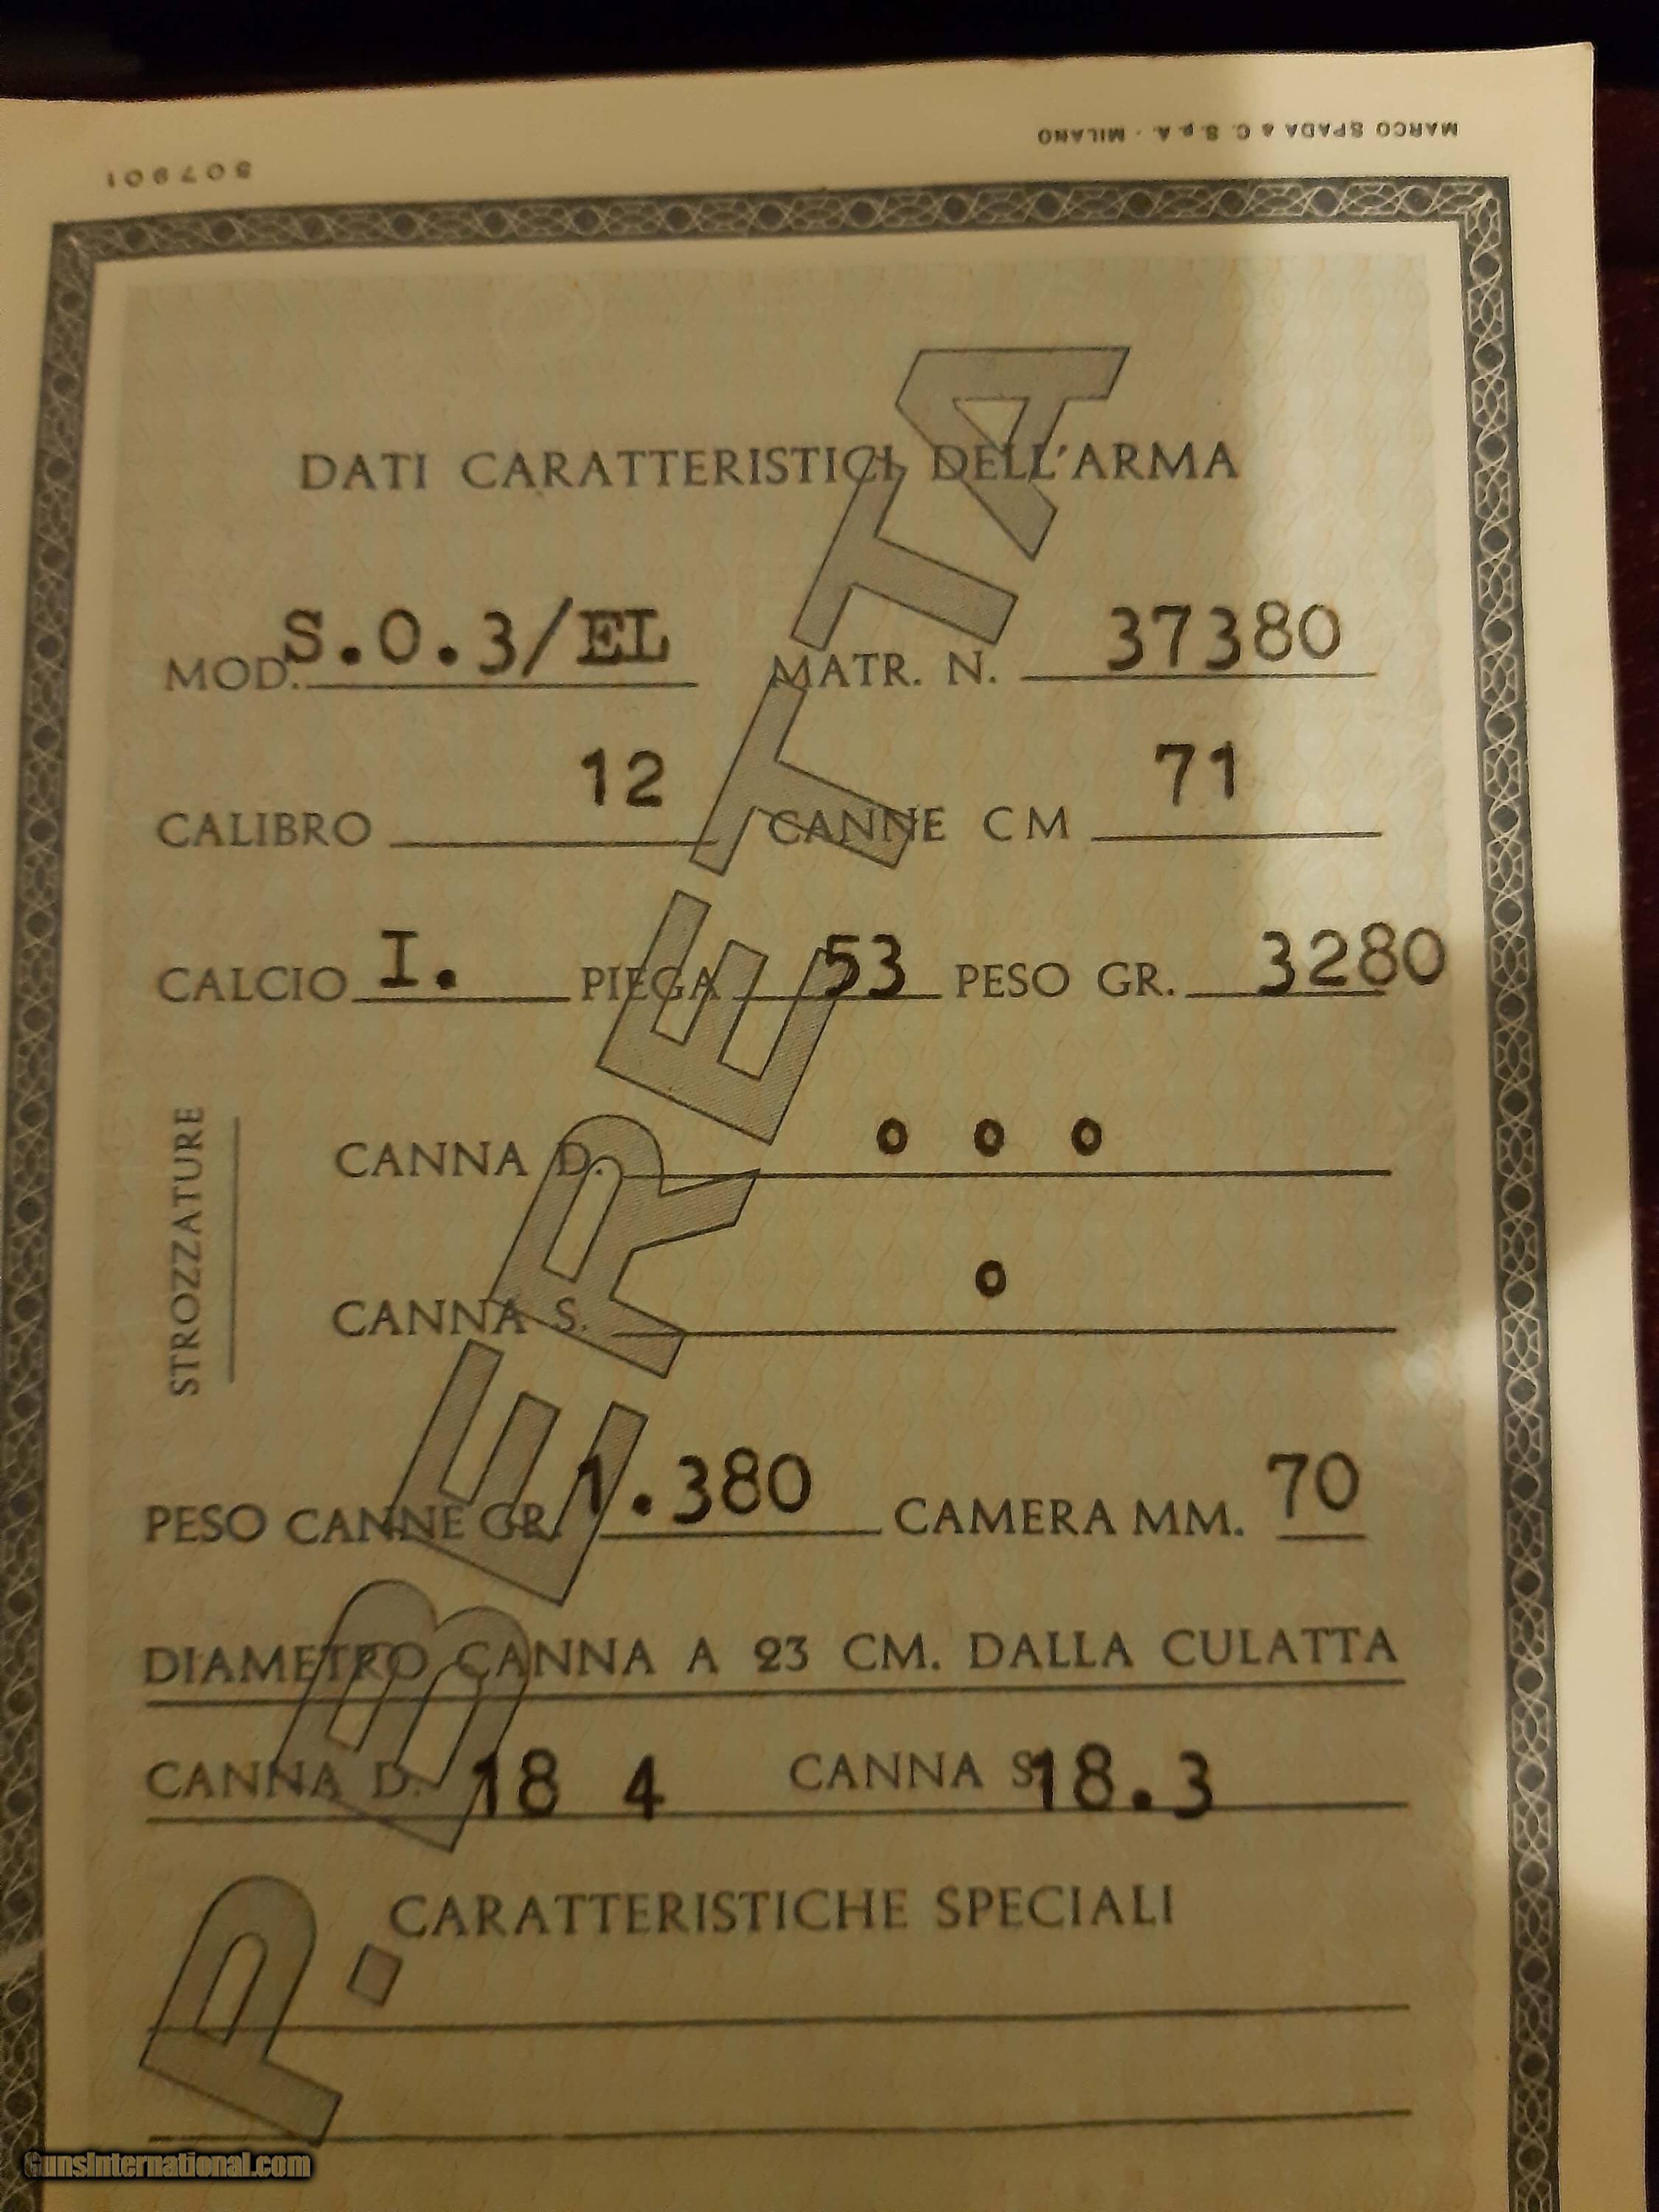 MARCO SPADA & C. S.p.A. - MILANO
507901
DATI CARATTERISTICI DELL'ARMA
MOD. S.O.3/EL MATR. N. 37380
CALIBRO 12 CANNE CM 71
CALCIO I. PIEGA 53 PESO GR. 3280
STROZZATURE
CANNA D. o o o
CANNA S. o
PESO CANNE GR. 1.380 CAMERA MM. 70
DIAMETRO CANNA A 23 CM. DALLA CULATTA
CANNA D. 18 4 CANNA S 18.3
CARATTERISTICHE SPECIALI
P. BERETTA
GunsInternational.com